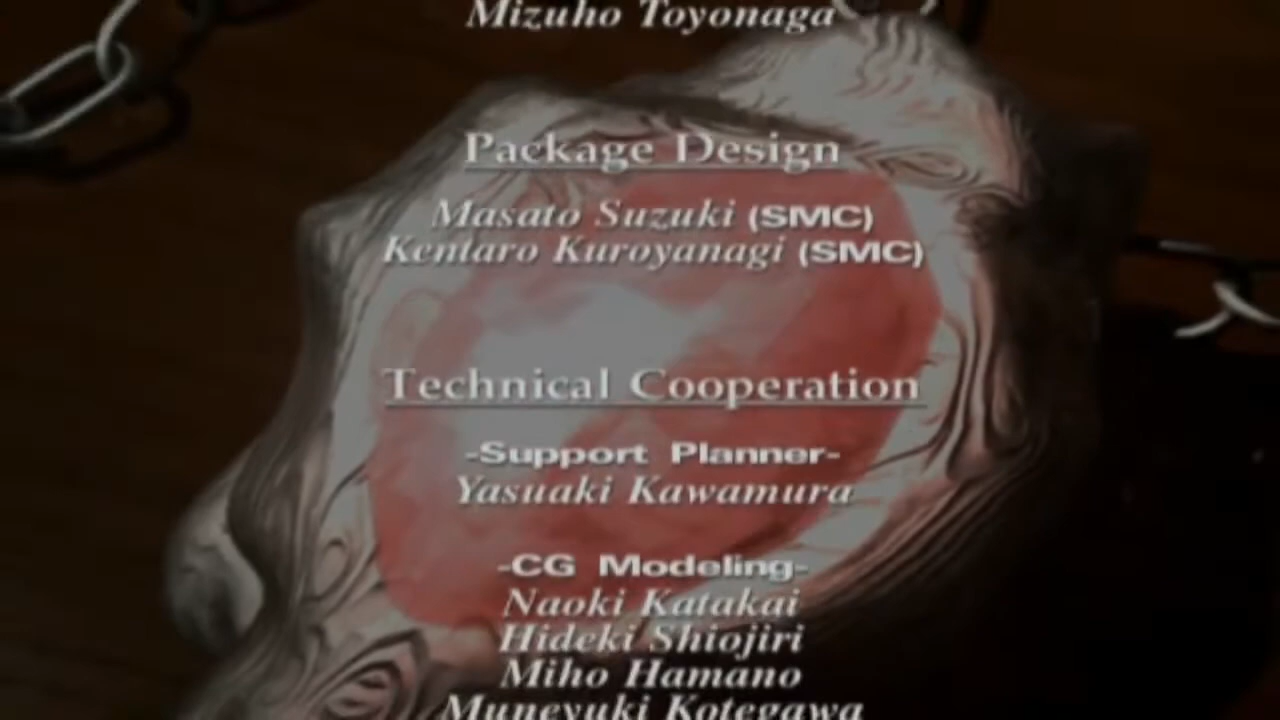 Mizuho Toyonaga
Package Design
Masato Suzuki (SMC)
Kentaro Kuroyanagi (SMC)
Technical Cooperation
-Support Planner-
Yasuaki Kawamura
-CG Modeling-
Naoki Katakai
Hideki Shiojiri
Miho Hamano
Muneyuki Kotegawa